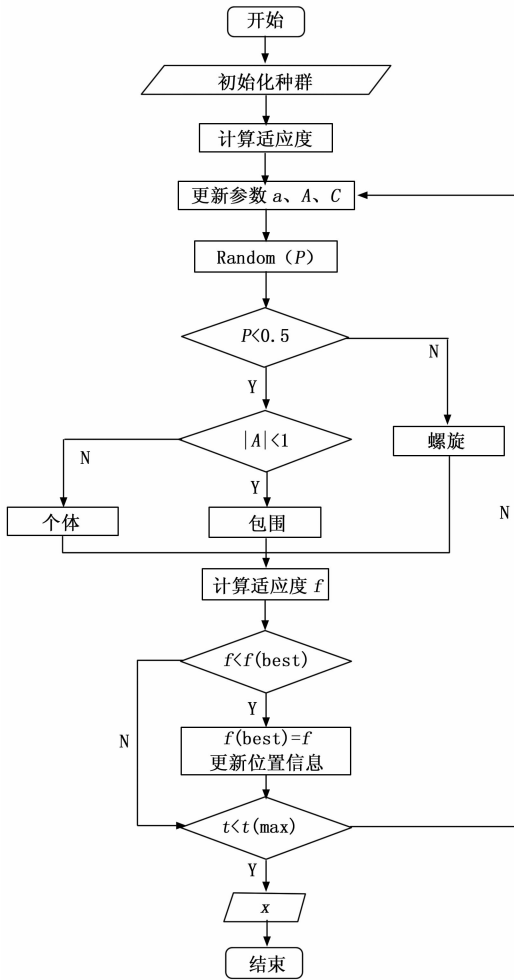 开始
初始化种群
计算适应度
更新参数 a、A、C
Random（P）
P<0.5
N
Y
|A|<1
螺旋
N
Y
个体
包围
N
计算适应度 f
f<f(best)
Y
N
f(best)=f
更新位置信息
t<t(max)
Y
x
结束